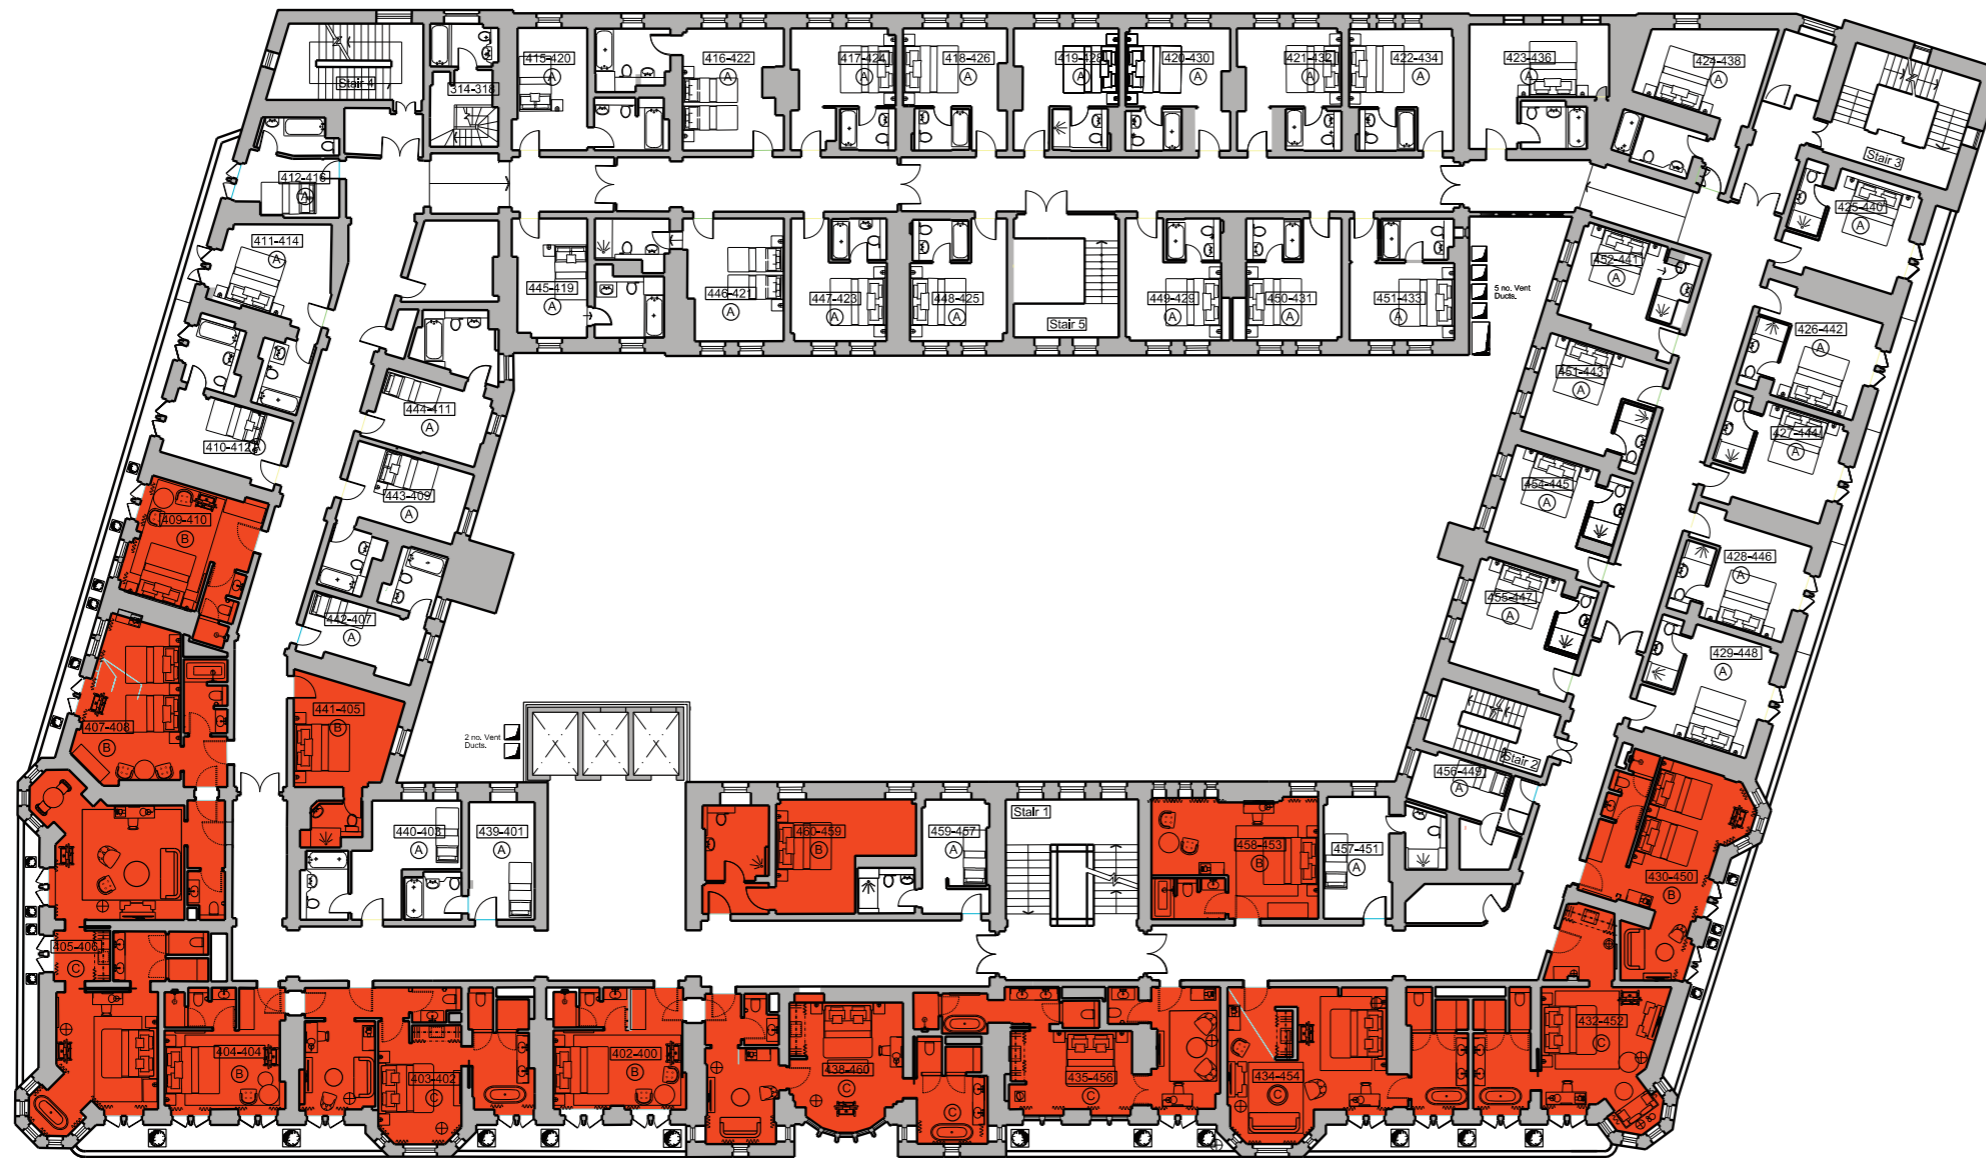 Stair 4
314-318
415-420
A
416-422
A
417-424
A
418-426
A
419-428
A
420-430
A
421-432
A
422-434
A
423-436
A
424-438
A
Stair 3
412-416
A
425-440
A
411-414
A
445-419
A
446-421
A
447-423
A
448-425
A
Stair 5
449-429
A
450-431
A
451-433
A
5 no. Vent
Ducts.
452-441
A
426-442
A
451-443
A
427-444
A
410-412
A
444-411
A
443-409
A
454-445
A
409-410
B
428-446
A
455-447
A
442-407
A
429-448
A
441-405
B
407-408
B
2 no. Vent
Ducts.
Stair 2
456-449
A
440-403
A
439-401
A
460-459
B
459-457
A
Stair 1
458-453
B
457-451
A
430-450
B
405-406
C
404-404
B
403-402
C
402-400
B
438-460
C
C
435-456
C
434-454
C
432-452
C